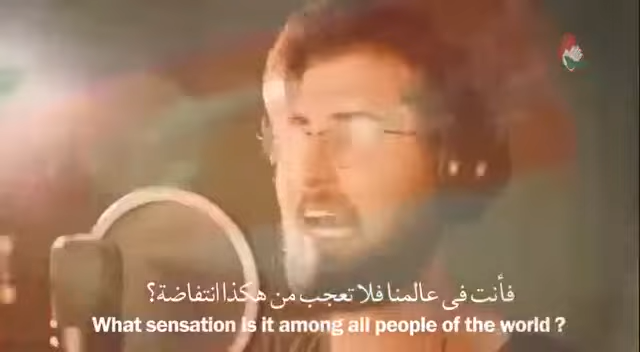 فأنت في عالمنا فلا تعجب من هكذا انتفاضة؟
What sensation is it among all people of the world ?